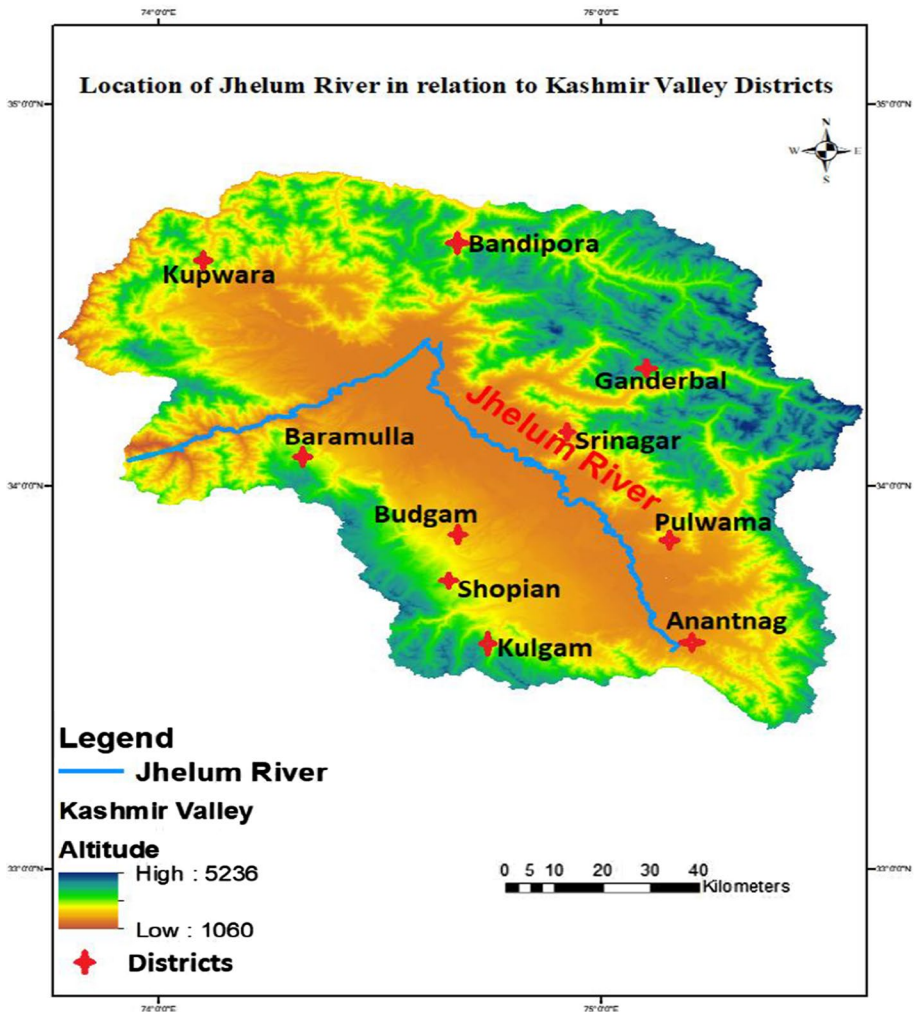 74°0'0"E
75°0'0"E
Location of Jhelum River in relation to Kashmir Valley Districts
35°0'0"N
35°0'0"N
N
W
E
S
Bandipora
Kupwara
Ganderbal
Jhelum River
Baramulla
Srinagar
34°0'0"N
34°0'0"N
Budgam
Pulwama
Shopian
Anantnag
Kulgam
Legend
Jhelum River
Kashmir Valley
Altitude
High : 5236
Low : 1060
Districts
0 5 10 20 30 40
Kilometers
33°0'0"N
33°0'0"N
74°0'0"E
75°0'0"E